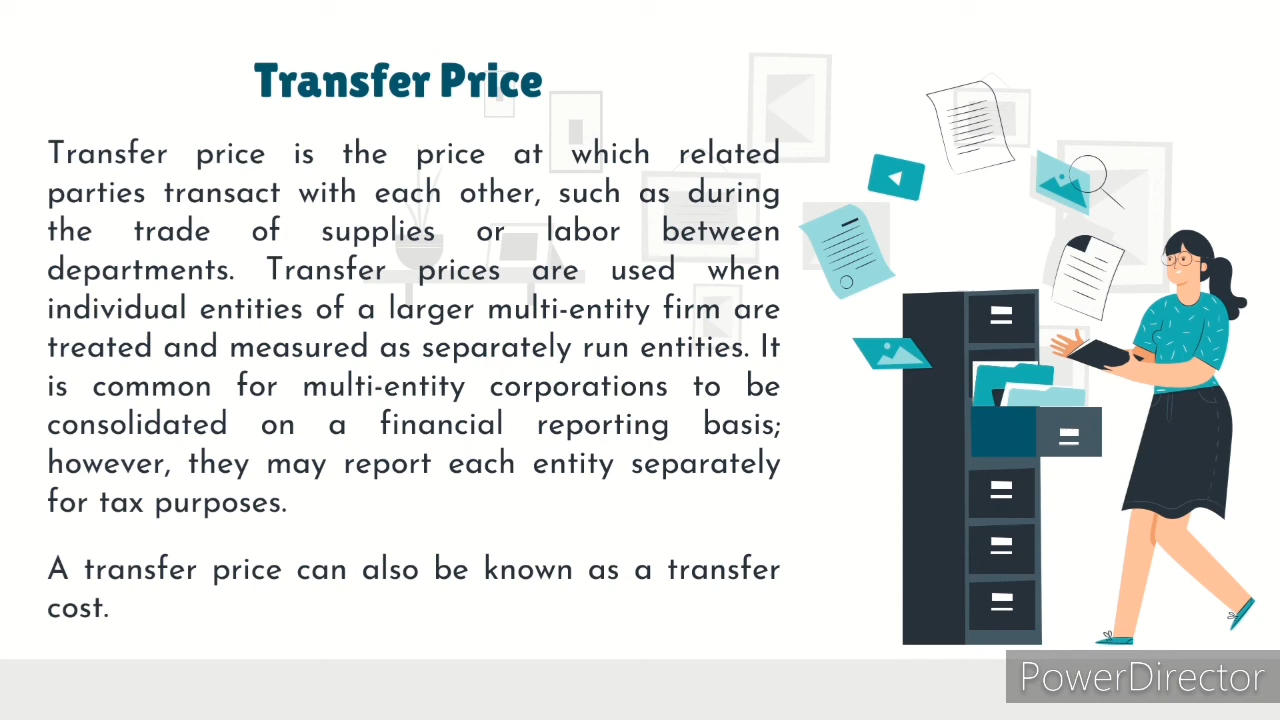 Transfer Price
Transfer price is the price at which related
parties transact with each other, such as during
the trade of supplies or labor between
departments. Transfer prices are used when
individual entities of a larger multi-entity firm are
treated and measured as separately run entities. It
is common for multi-entity corporations to be
consolidated on a financial reporting basis;
however, they may report each entity separately
for tax purposes.
A transfer price can also be known as a transfer
cost.
PowerDirector